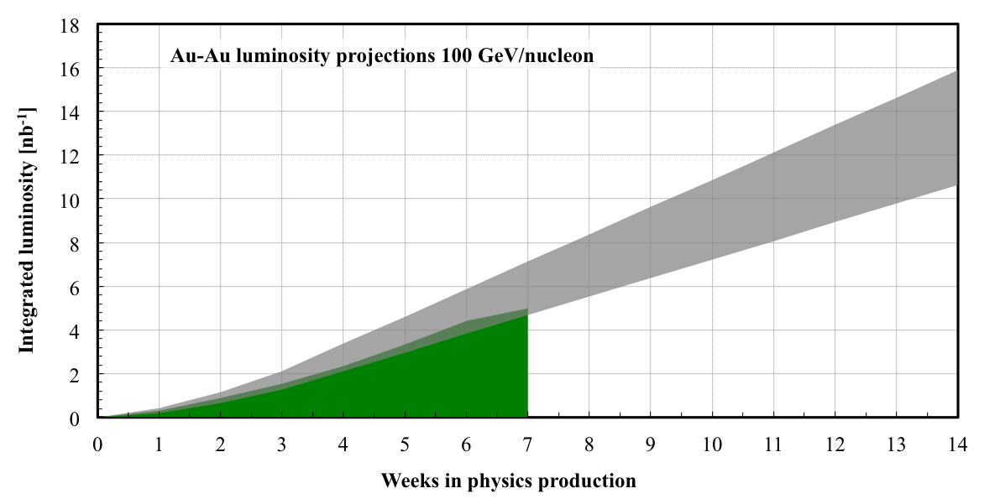 Au-Au luminosity projections 100 GeV/nucleon
Integrated luminosity [nb⁻¹]
18
16
14
12
10
8
6
4
2
0
0 1 2 3 4 5 6 7 8 9 10 11 12 13 14
Weeks in physics production